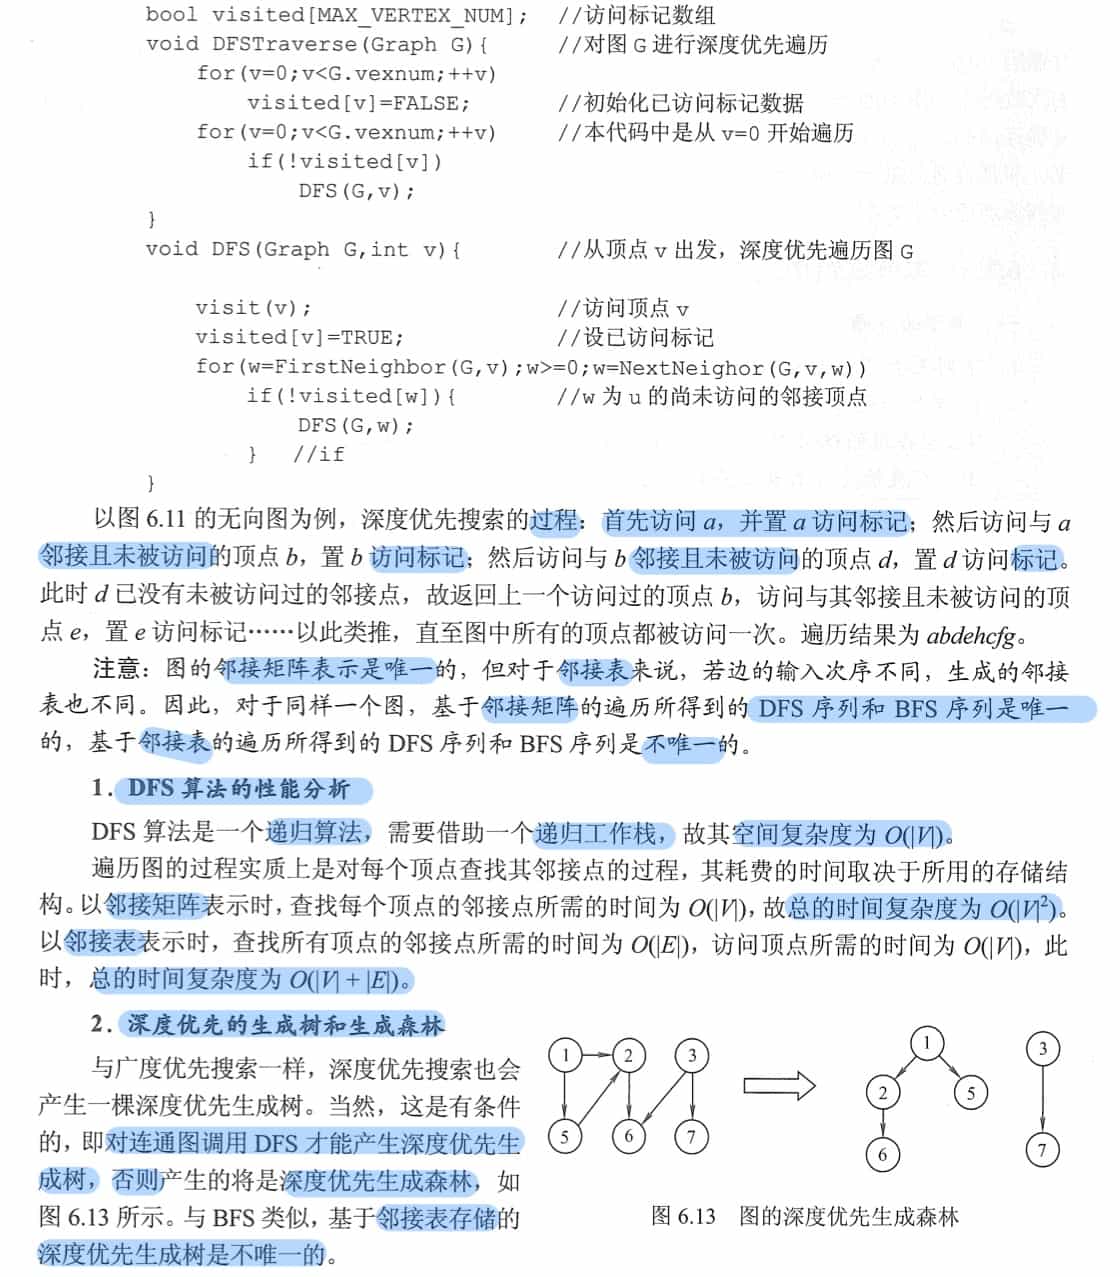 bool visited[MAX_VERTEX_NUM]; //访问标记数组
void DFSTraverse(Graph G){ //对图 G 进行深度优先遍历
for(v=0;v<G.vexnum;++v)
visited[v]=FALSE; //初始化已访问标记数据
for(v=0;v<G.vexnum;++v) //本代码中是从 v=0 开始遍历
if(!visited[v])
DFS(G,v);
}
void DFS(Graph G,int v){ //从顶点 v 出发，深度优先遍历图 G
visit(v); //访问顶点 v
visited[v]=TRUE; //设已访问标记
for(w=FirstNeighbor(G,v);w>=0;w=NextNeighor(G,v,w))
if(!visited[w]){ //w 为 u 的尚未访问的邻接顶点
DFS(G,w);
} //if
}
以图 6.11 的无向图为例，深度优先搜索的过程：首先访问 a，并置 a 访问标记；然后访问与 a
邻接且未被访问的顶点 b，置 b 访问标记；然后访问与 b 邻接且未被访问的顶点 d，置 d 访问标记。
此时 d 已没有未被访问过的邻接点，故返回上一个访问过的顶点 b，访问与其邻接且未被访问的顶
点 e，置 e 访问标记……以此类推，直至图中所有的顶点都被访问一次。遍历结果为 abdehcfg。
注意：图的邻接矩阵表示是唯一的，但对于邻接表来说，若边的输入次序不同，生成的邻接
表也不同。因此，对于同样一个图，基于邻接矩阵的遍历所得到的 DFS 序列和 BFS 序列是唯一
的，基于邻接表的遍历所得到的 DFS 序列和 BFS 序列是不唯一的。
1. DFS 算法的性能分析
DFS 算法是一个递归算法，需要借助一个递归工作栈，故其空间复杂度为 O(|V|)。
遍历图的过程实质上是对每个顶点查找其邻接点的过程，其耗费的时间取决于所用的存储结
构。以邻接矩阵表示时，查找每个顶点的邻接点所需的时间为 O(|V|)，故总的时间复杂度为 O(|V|²)。
以邻接表表示时，查找所有顶点的邻接点所需的时间为 O(|E|)，访问顶点所需的时间为 O(|V|)，此
时，总的时间复杂度为 O(|V| + |E|)。
2. 深度优先的生成树和生成森林
与广度优先搜索一样，深度优先搜索也会
产生一棵深度优先生成树。当然，这是有条件
的，即对连通图调用 DFS 才能产生深度优先生
成树，否则产生的将是深度优先生成森林，如
图 6.13 所示。与 BFS 类似，基于邻接表存储的
深度优先生成树是不唯一的。
1 2 3
5 6 7
1 3
2 5
6 7
图 6.13 图的深度优先生成森林